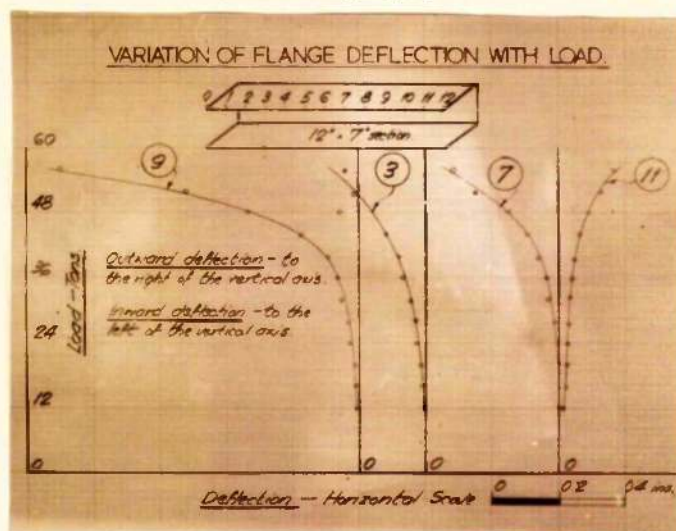 VARIATION OF FLANGE DEFLECTION WITH LOAD.
0 1 2 3 4 5 6 7 8 9 10 11 12
12" × 7" section
60
9
3
7
11
48
Outward deflection - to
the right of the vertical axis.
36
Load - Tons
Inward deflection - to the
left of the vertical axis.
24
12
0 0 0 0
Deflection - Horizontal Scale
0 0.2 0.4 ins.